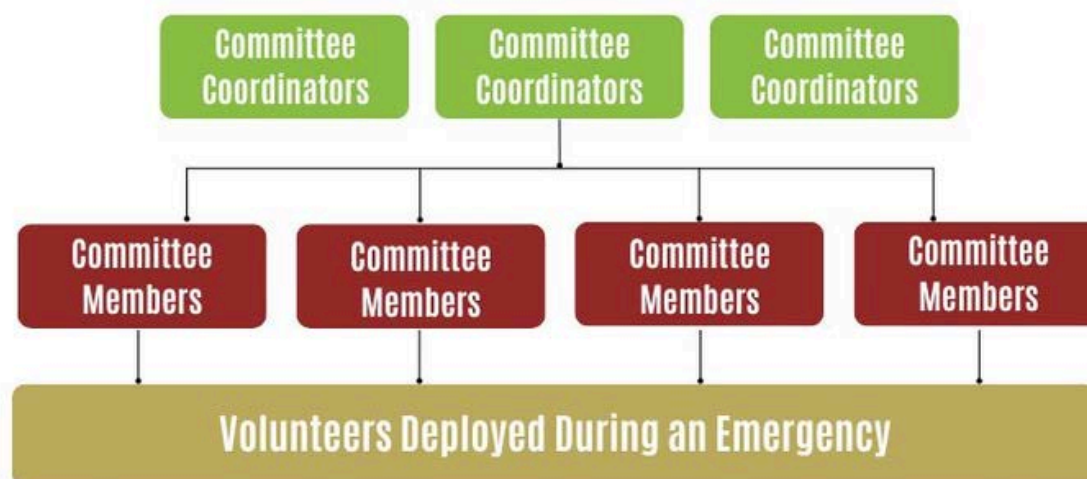 Committee
Coordinators
Committee
Coordinators
Committee
Coordinators
Committee
Members
Committee
Members
Committee
Members
Committee
Members
Volunteers Deployed During an Emergency